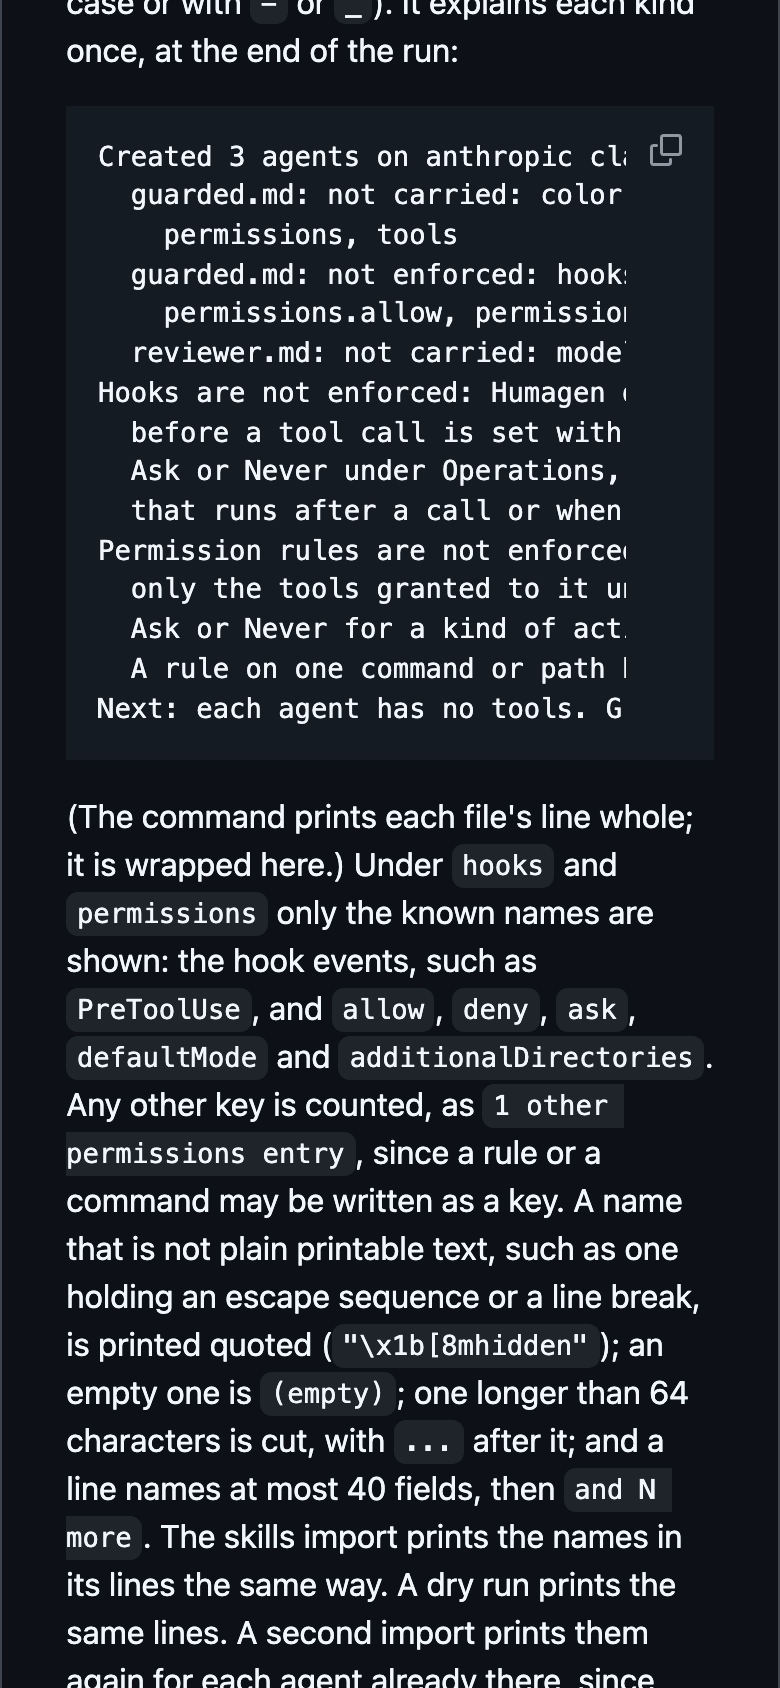 case or with - or _ ). It explains each kind
once, at the end of the run:
Created 3 agents on anthropic
guarded.md: not carried: color
permissions, tools
guarded.md: not enforced: hooks
permissions.allow,
reviewer.md: not carried:
Hooks are not enforced: Humagen
before a tool call is set with
Ask or Never under Operations,
that runs after a call or when
Permission rules are not enforced
only the tools granted to it
Ask or Never for a kind of
A rule on one command or path
Next: each agent has no tools. G
(The command prints each file's line whole;
it is wrapped here.) Under hooks and
permissions only the known names are
shown: the hook events, such as
PreToolUse , and allow , deny , ask ,
defaultMode and additionalDirectories .
Any other key is counted, as 1 other
permissions entry , since a rule or a
command may be written as a key. A name
that is not plain printable text, such as one
holding an escape sequence or a line break,
is printed quoted ( "\x1b[8mhidden" ); an
empty one is (empty) ; one longer than 64
characters is cut, with ... after it; and a
line names at most 40 fields, then and N
more . The skills import prints the names in
its lines the same way. A dry run prints the
same lines. A second import prints them
again for each agent already there, since